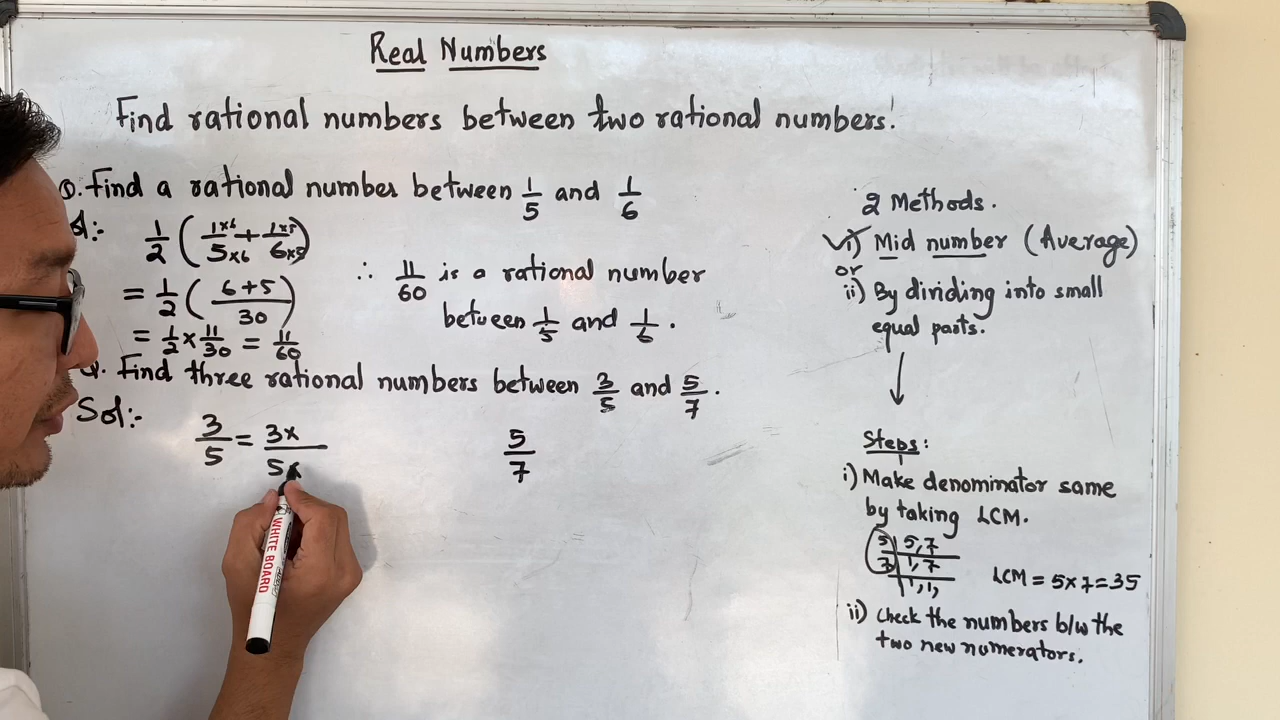 Real Numbers
Find rational numbers between two rational numbers!
Q. Find a rational number between 1/5 and 1/6
1/2 ( 1×6/5×6 + 1×5/6×5 )
= 1/2 ( 6+5/30 )
= 1/2 × 11/30 = 11/60
∴ 11/60 is a rational number
between 1/5 and 1/6 .
Q. Find three rational numbers between 3/5 and 5/7 .
Sol:-
3/5 = 3×/5×
5/7
2 Methods.
i) Mid number (Average)
or
ii) By dividing into small
equal parts.
Steps:
i) Make denominator same
by taking LCM.
5 | 5,7
7 | 1,7
| 1,1,
LCM = 5×7=35
ii) Check the numbers b/w the
two new numerators.
WHITE BOARD